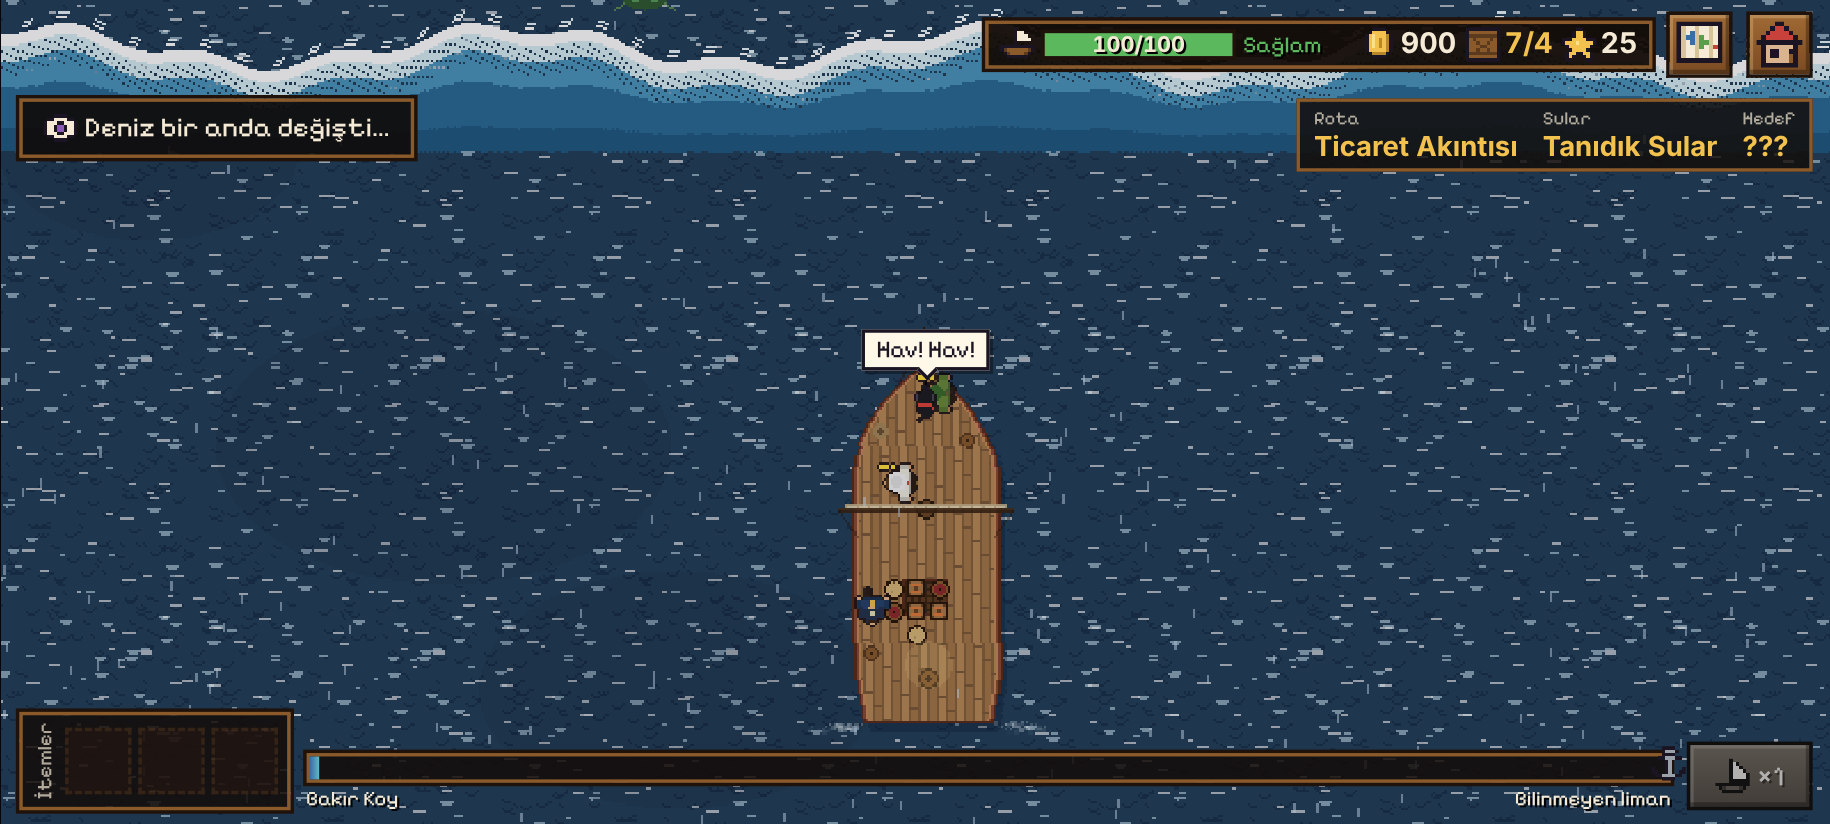 100/100 Sağlam 900 7/4 25
Deniz bir anda değişti...
Rota Sular Hedef
Ticaret Akıntısı Tanıdık Sular ???
Hav! Hav!
İtemler
×1
Bakır Koy
Bilinmeyen liman